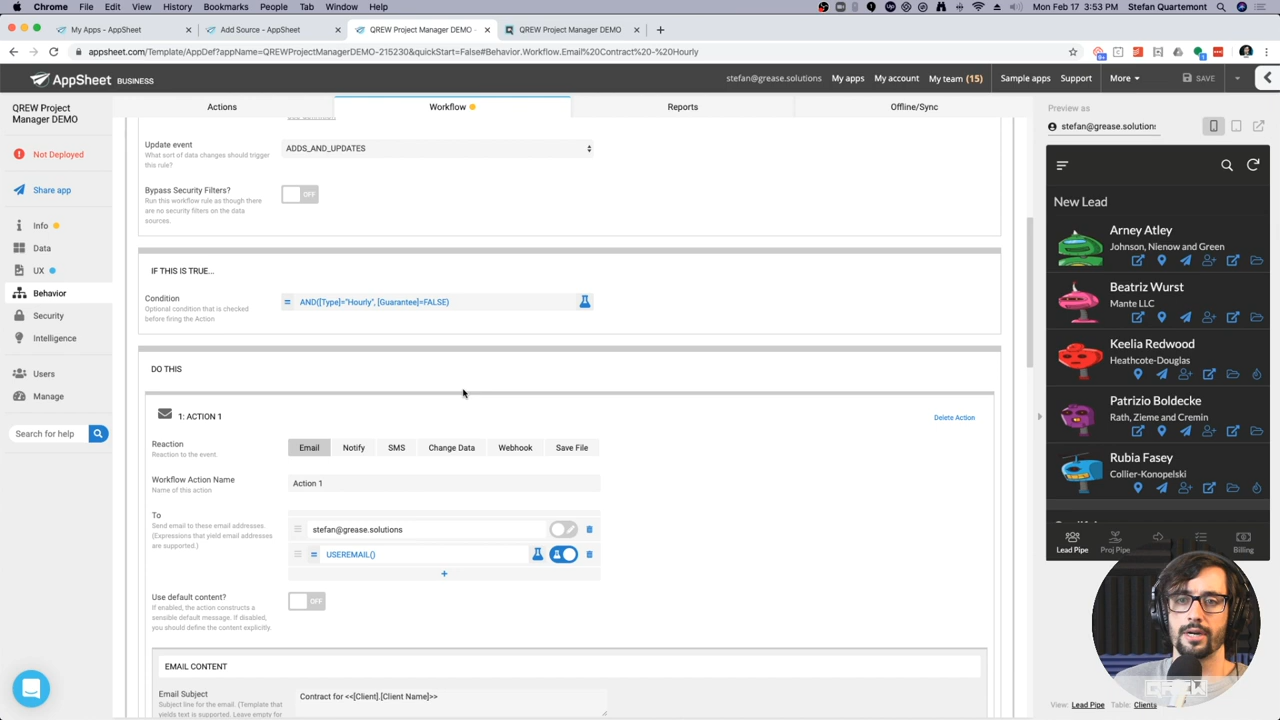 Chrome File Edit View History Bookmarks People Tab Window Help
Mon Feb 17 3:53 PM Stefan Quartemont
My Apps - AppSheet
Add Source - AppSheet
QREW Project Manager DEMO -
QREW Project Manager DEMO
appsheet.com/Template/AppDef?appName=QREWProjectManagerDEMO-215230&quickStart=False#Behavior.Workflow.Email%20Contract%20-%20Hourly
AppSheet BUSINESS
stefan@grease.solutions My apps My account My team (15) Sample apps Support More SAVE
QREW Project
Manager DEMO
Not Deployed
Share app
Info
Data
UX
Behavior
Security
Intelligence
Users
Manage
Search for help
Actions Workflow Reports Offline/Sync
Update event
What sort of data changes should trigger
this rule?
ADDS_AND_UPDATES
Bypass Security Filters?
Run this workflow rule as though there
are no security filters on the data
sources.
OFF
IF THIS IS TRUE...
Condition
Optional condition that is checked
before firing the Action
= AND([Type]="Hourly", [Guarantee]=FALSE)
DO THIS
1: ACTION 1
Delete Action
Reaction
Reaction to the event.
Email Notify SMS Change Data Webhook Save File
Workflow Action Name
Name of this action
Action 1
To
Send email to these email addresses.
(Expressions that yield email addresses
are supported.)
stefan@grease.solutions
= USEREMAIL()
+
Use default content?
If enabled, the action constructs a
sensible default message. If disabled,
you should define the content explicitly.
OFF
EMAIL CONTENT
Email Subject
Subject line for the email. (Template that
yields text is supported. Leave empty for
Contract for <<[Client].[Client Name]>>
Preview as
stefan@grease.solutions
New Lead
Arney Atley
Johnson, Nienow and Green
Beatriz Wurst
Mante LLC
Keelia Redwood
Heathcote-Douglas
Patrizio Boldecke
Rath, Zieme and Cremin
Rubia Fasey
Collier-Konopelski
Lead Pipe
Proj Pipe
Billing
View: Lead Pipe Table: Clients